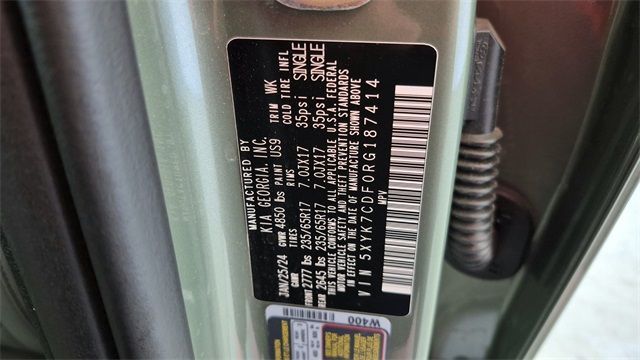 MANUFACTURED BY
KIA GEORGIA, INC.
JAN/25/24 GVWR 4850 lbs PAINT US9 TRIM WK
GAWR TIRES RIMS COLD TIRE INFL
FRONT 2777 lbs 235/65R17 7.0JX17 35psi SINGLE
REAR 2645 lbs 235/65R17 7.0JX17 35psi SINGLE
THIS VEHICLE CONFORMS TO ALL APPLICABLE U.S.A. FEDERAL
MOTOR VEHICLE SAFETY AND THEFT PREVENTION STANDARDS
IN EFFECT ON THE DATE OF MANUFACTURE SHOWN ABOVE
VIN 5XYK7CDF0RG187414
MPV
W400